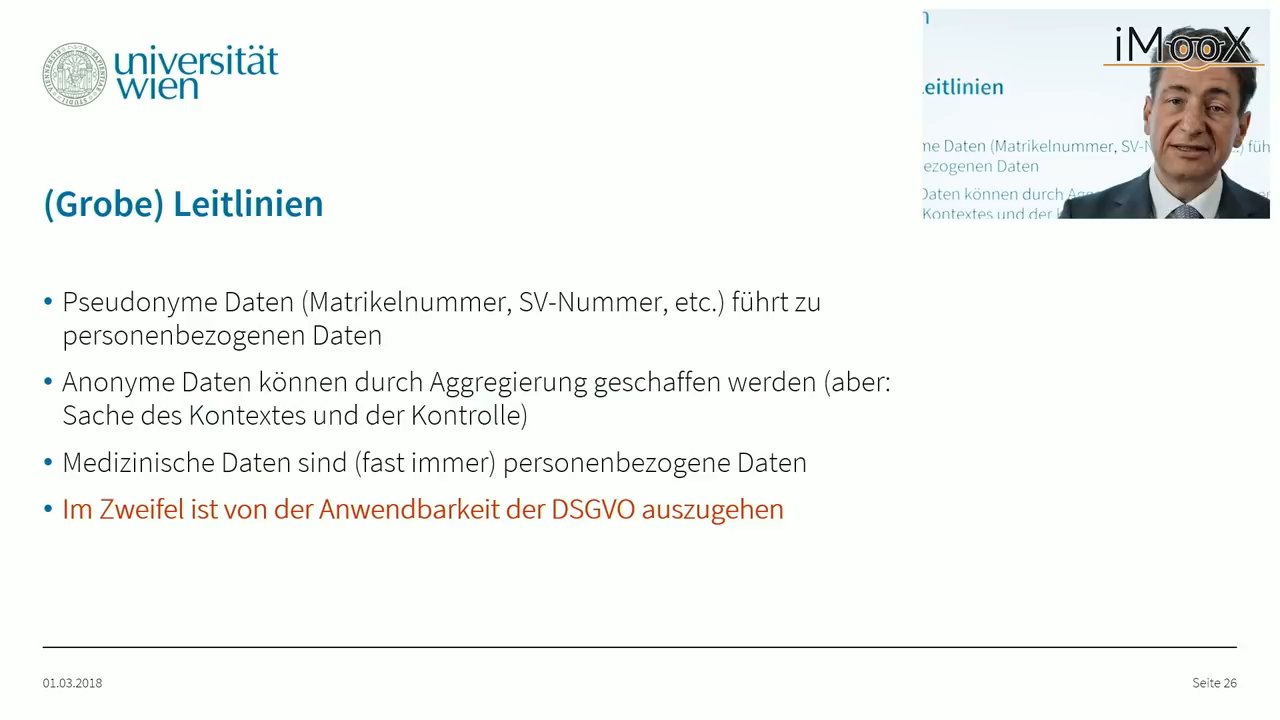 universität
wien
iMooX
n
eitlinien
me Daten (Matrikelnummer, SV-N
.) füh
ezogenen Daten
Daten können durch Agg
Kontextes und der
(Grobe) Leitlinien
• Pseudonyme Daten (Matrikelnummer, SV-Nummer, etc.) führt zu
personenbezogenen Daten
• Anonyme Daten können durch Aggregierung geschaffen werden (aber:
Sache des Kontextes und der Kontrolle)
• Medizinische Daten sind (fast immer) personenbezogene Daten
• Im Zweifel ist von der Anwendbarkeit der DSGVO auszugehen
01.03.2018
Seite 26